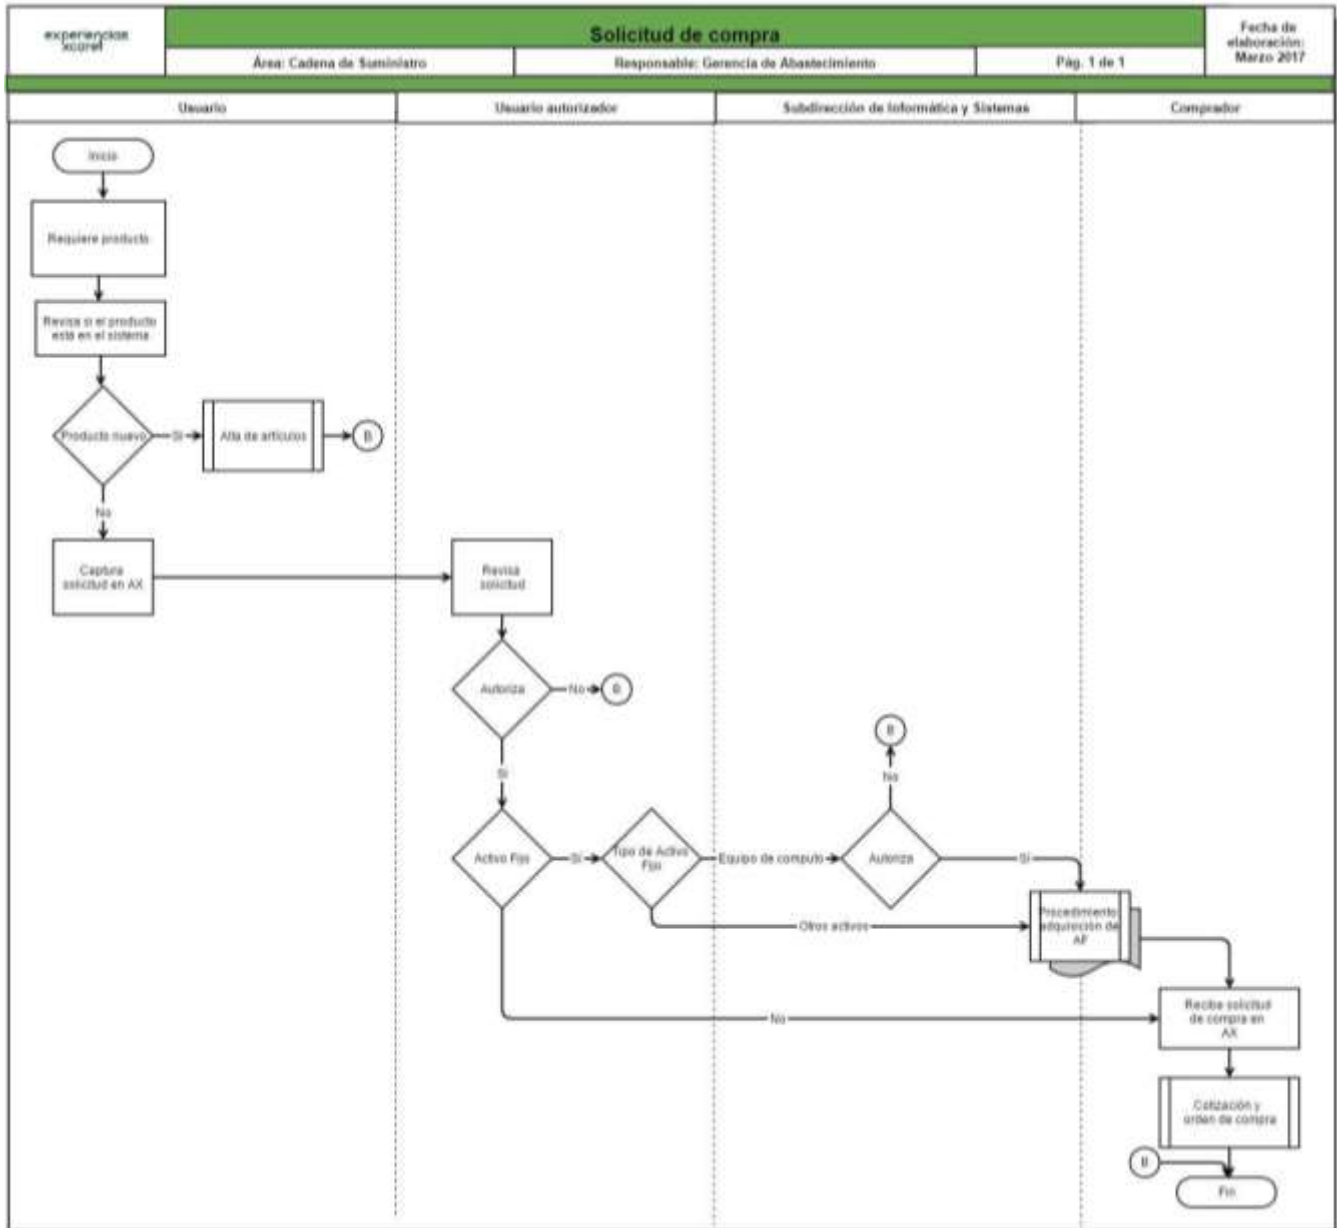 experiencias
xcaret
Solicitud de compra
Fecha de
elaboración:
Marzo 2017
Área: Cadena de Suministro
Responsable: Gerencia de Abastecimiento
Pág. 1 de 1
Usuario
Usuario autorizador
Subdirección de Informática y Sistemas
Comprador
Inicio
Requiere producto
Revisa si el producto
está en el sistema
Producto nuevo
Si
Alta de artículos
B
No
Captura
solicitud en AX
Revisa
solicitud
Autoriza
No
B
Si
B
No
Activo Fijo
Si
Tipo de Activo
Fijo
Equipo de computo
Autoriza
Si
Otros activos
Procedimiento
adquisición de
AF
No
Recibe solicitud
de compra en
AX
Cotización y
orden de compra
B
Fin